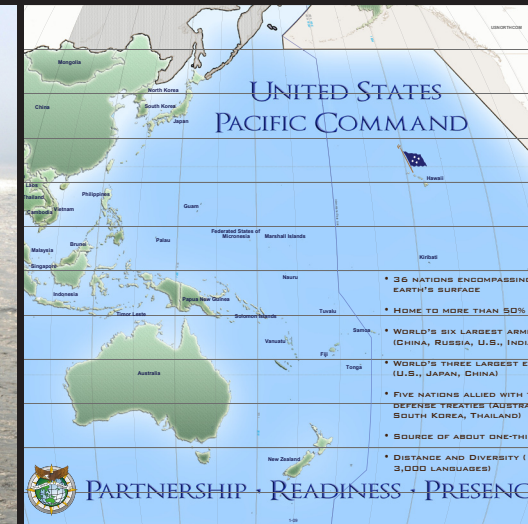 USNORTHCOM
Mongolia
UNITED STATES
PACIFIC COMMAND
North Korea
China
South Korea
Japan
Hawaii
Laos
Thailand
Philippines
Vietnam
Cambodia
Guam
Federated States of
Micronesia
Marshall Islands
Palau
Brunei
Malaysia
Kiribati
Singapore
Nauru
• 36 NATIONS ENCOMPASSING
EARTH'S SURFACE
Indonesia
Papua New Guinea
• HOME TO MORE THAN 50%
Timor Leste
Solomon Islands
Tuvalu
Samoa
• WORLD'S SIX LARGEST ARMI
(CHINA, RUSSIA, U.S., INDI
Vanuatu
Fiji
Tonga
• WORLD'S THREE LARGEST E
(U.S., JAPAN, CHINA)
Australia
• FIVE NATIONS ALLIED WITH
DEFENSE TREATIES (AUSTRA
SOUTH KOREA, THAILAND)
• SOURCE OF ABOUT ONE-THI
New Zealand
• DISTANCE AND DIVERSITY (
3,000 LANGUAGES)
PARTNERSHIP · READINESS · PRESENC
1-09